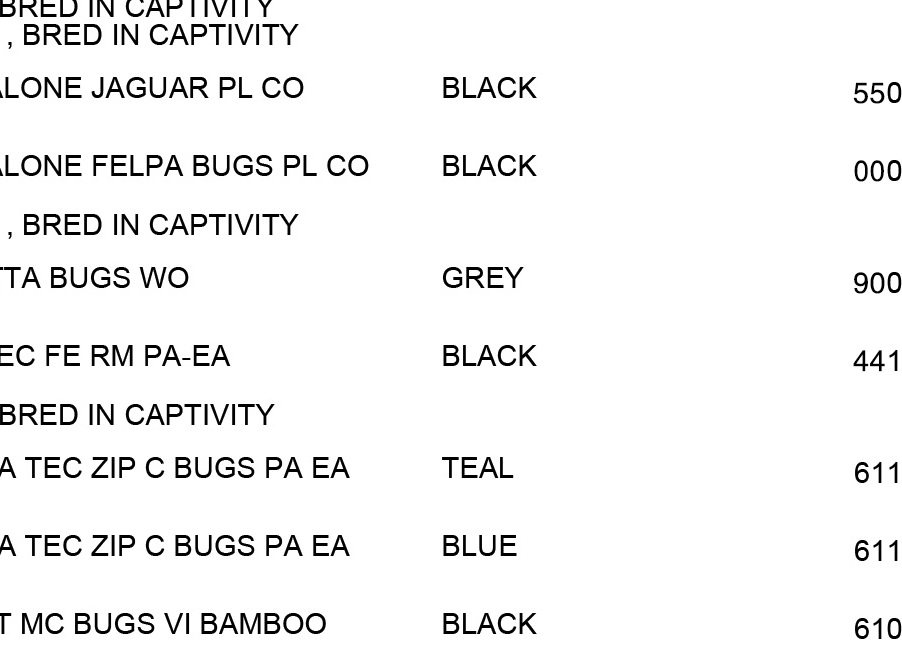 BRED IN CAPTIVITY
, BRED IN CAPTIVITY
ALONE JAGUAR PL CO BLACK 550
ALONE FELPA BUGS PL CO BLACK 000
, BRED IN CAPTIVITY
TTA BUGS WO GREY 900
EC FE RM PA-EA BLACK 441
BRED IN CAPTIVITY
A TEC ZIP C BUGS PA EA TEAL 611
A TEC ZIP C BUGS PA EA BLUE 611
T MC BUGS VI BAMBOO BLACK 610